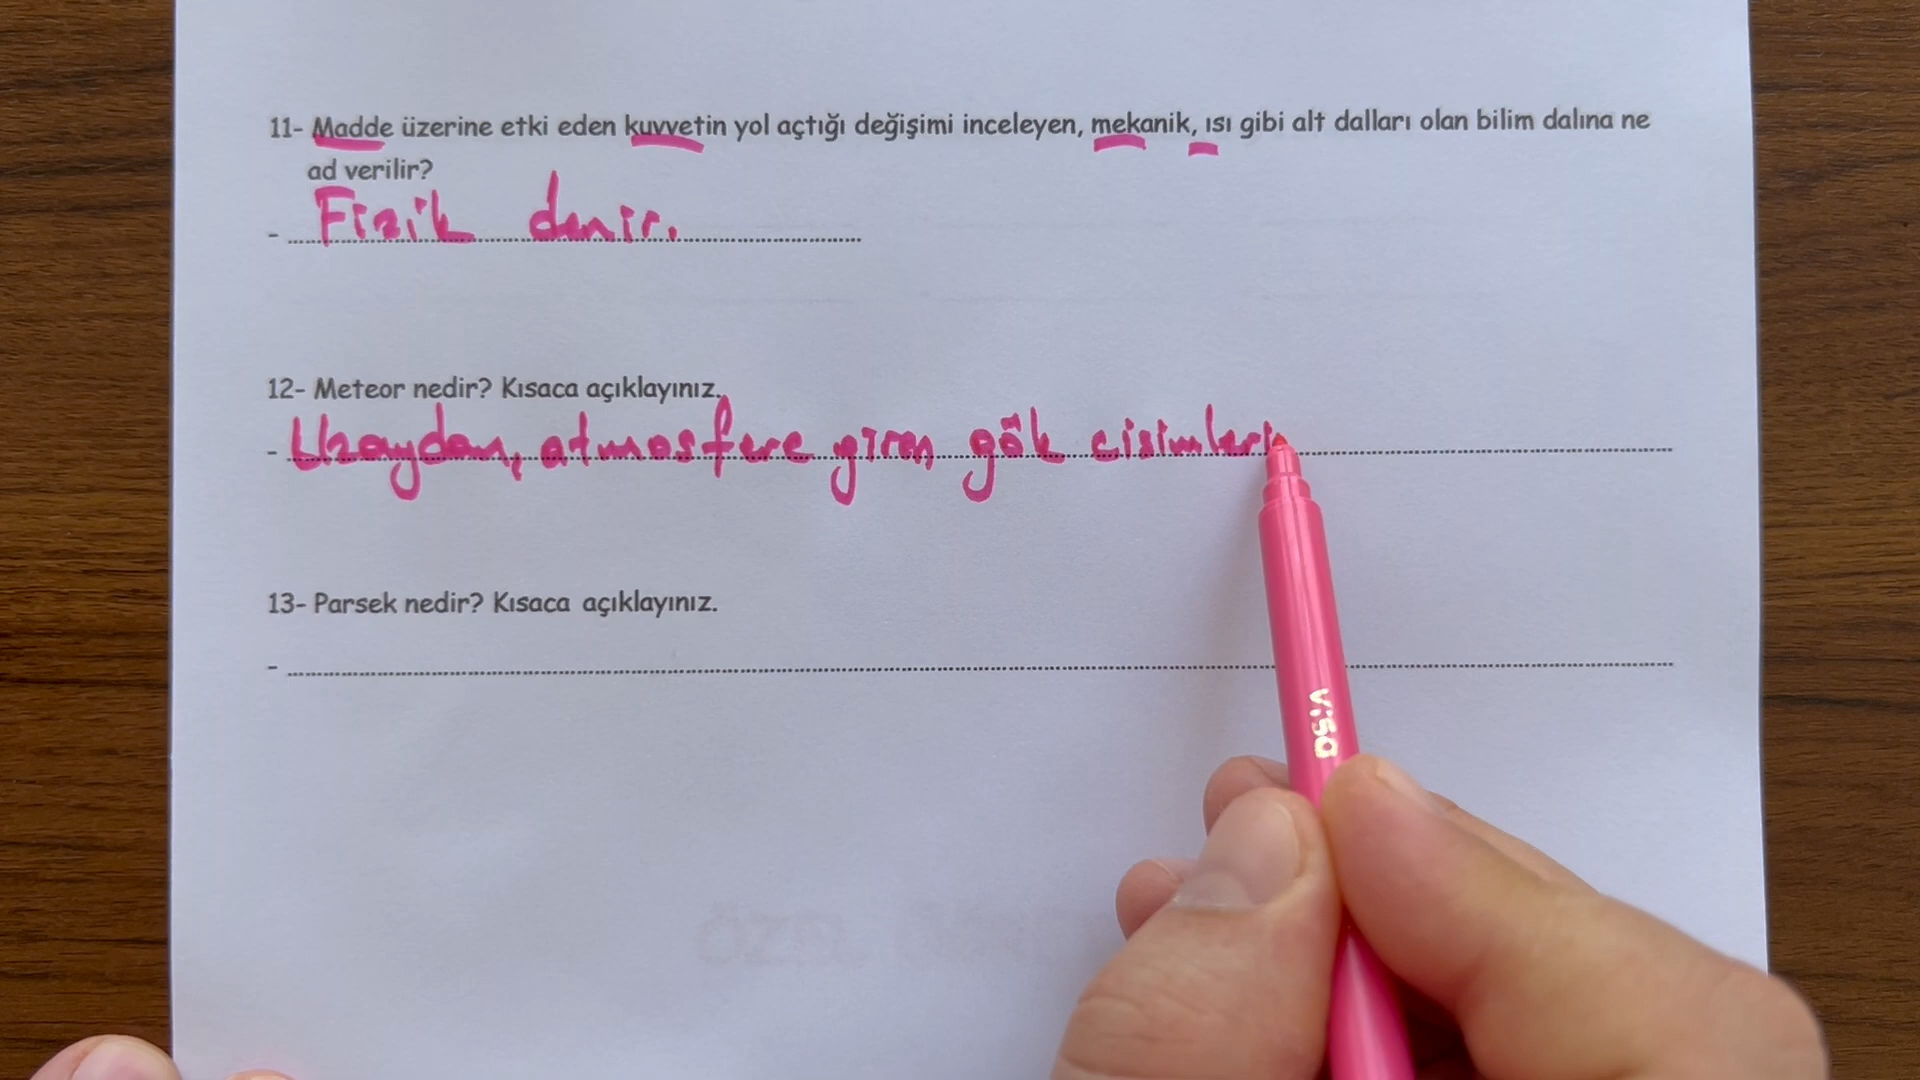 11- Madde üzerine etki eden kuvvetin yol açtığı değişimi inceleyen, mekanik, ısı gibi alt dalları olan bilim dalına ne
ad verilir?
- Fizik denir.
12- Meteor nedir? Kısaca açıklayınız.
- Uzaydan, atmosfere giren gök cisimleri
13- Parsek nedir? Kısaca açıklayınız.
-
visa